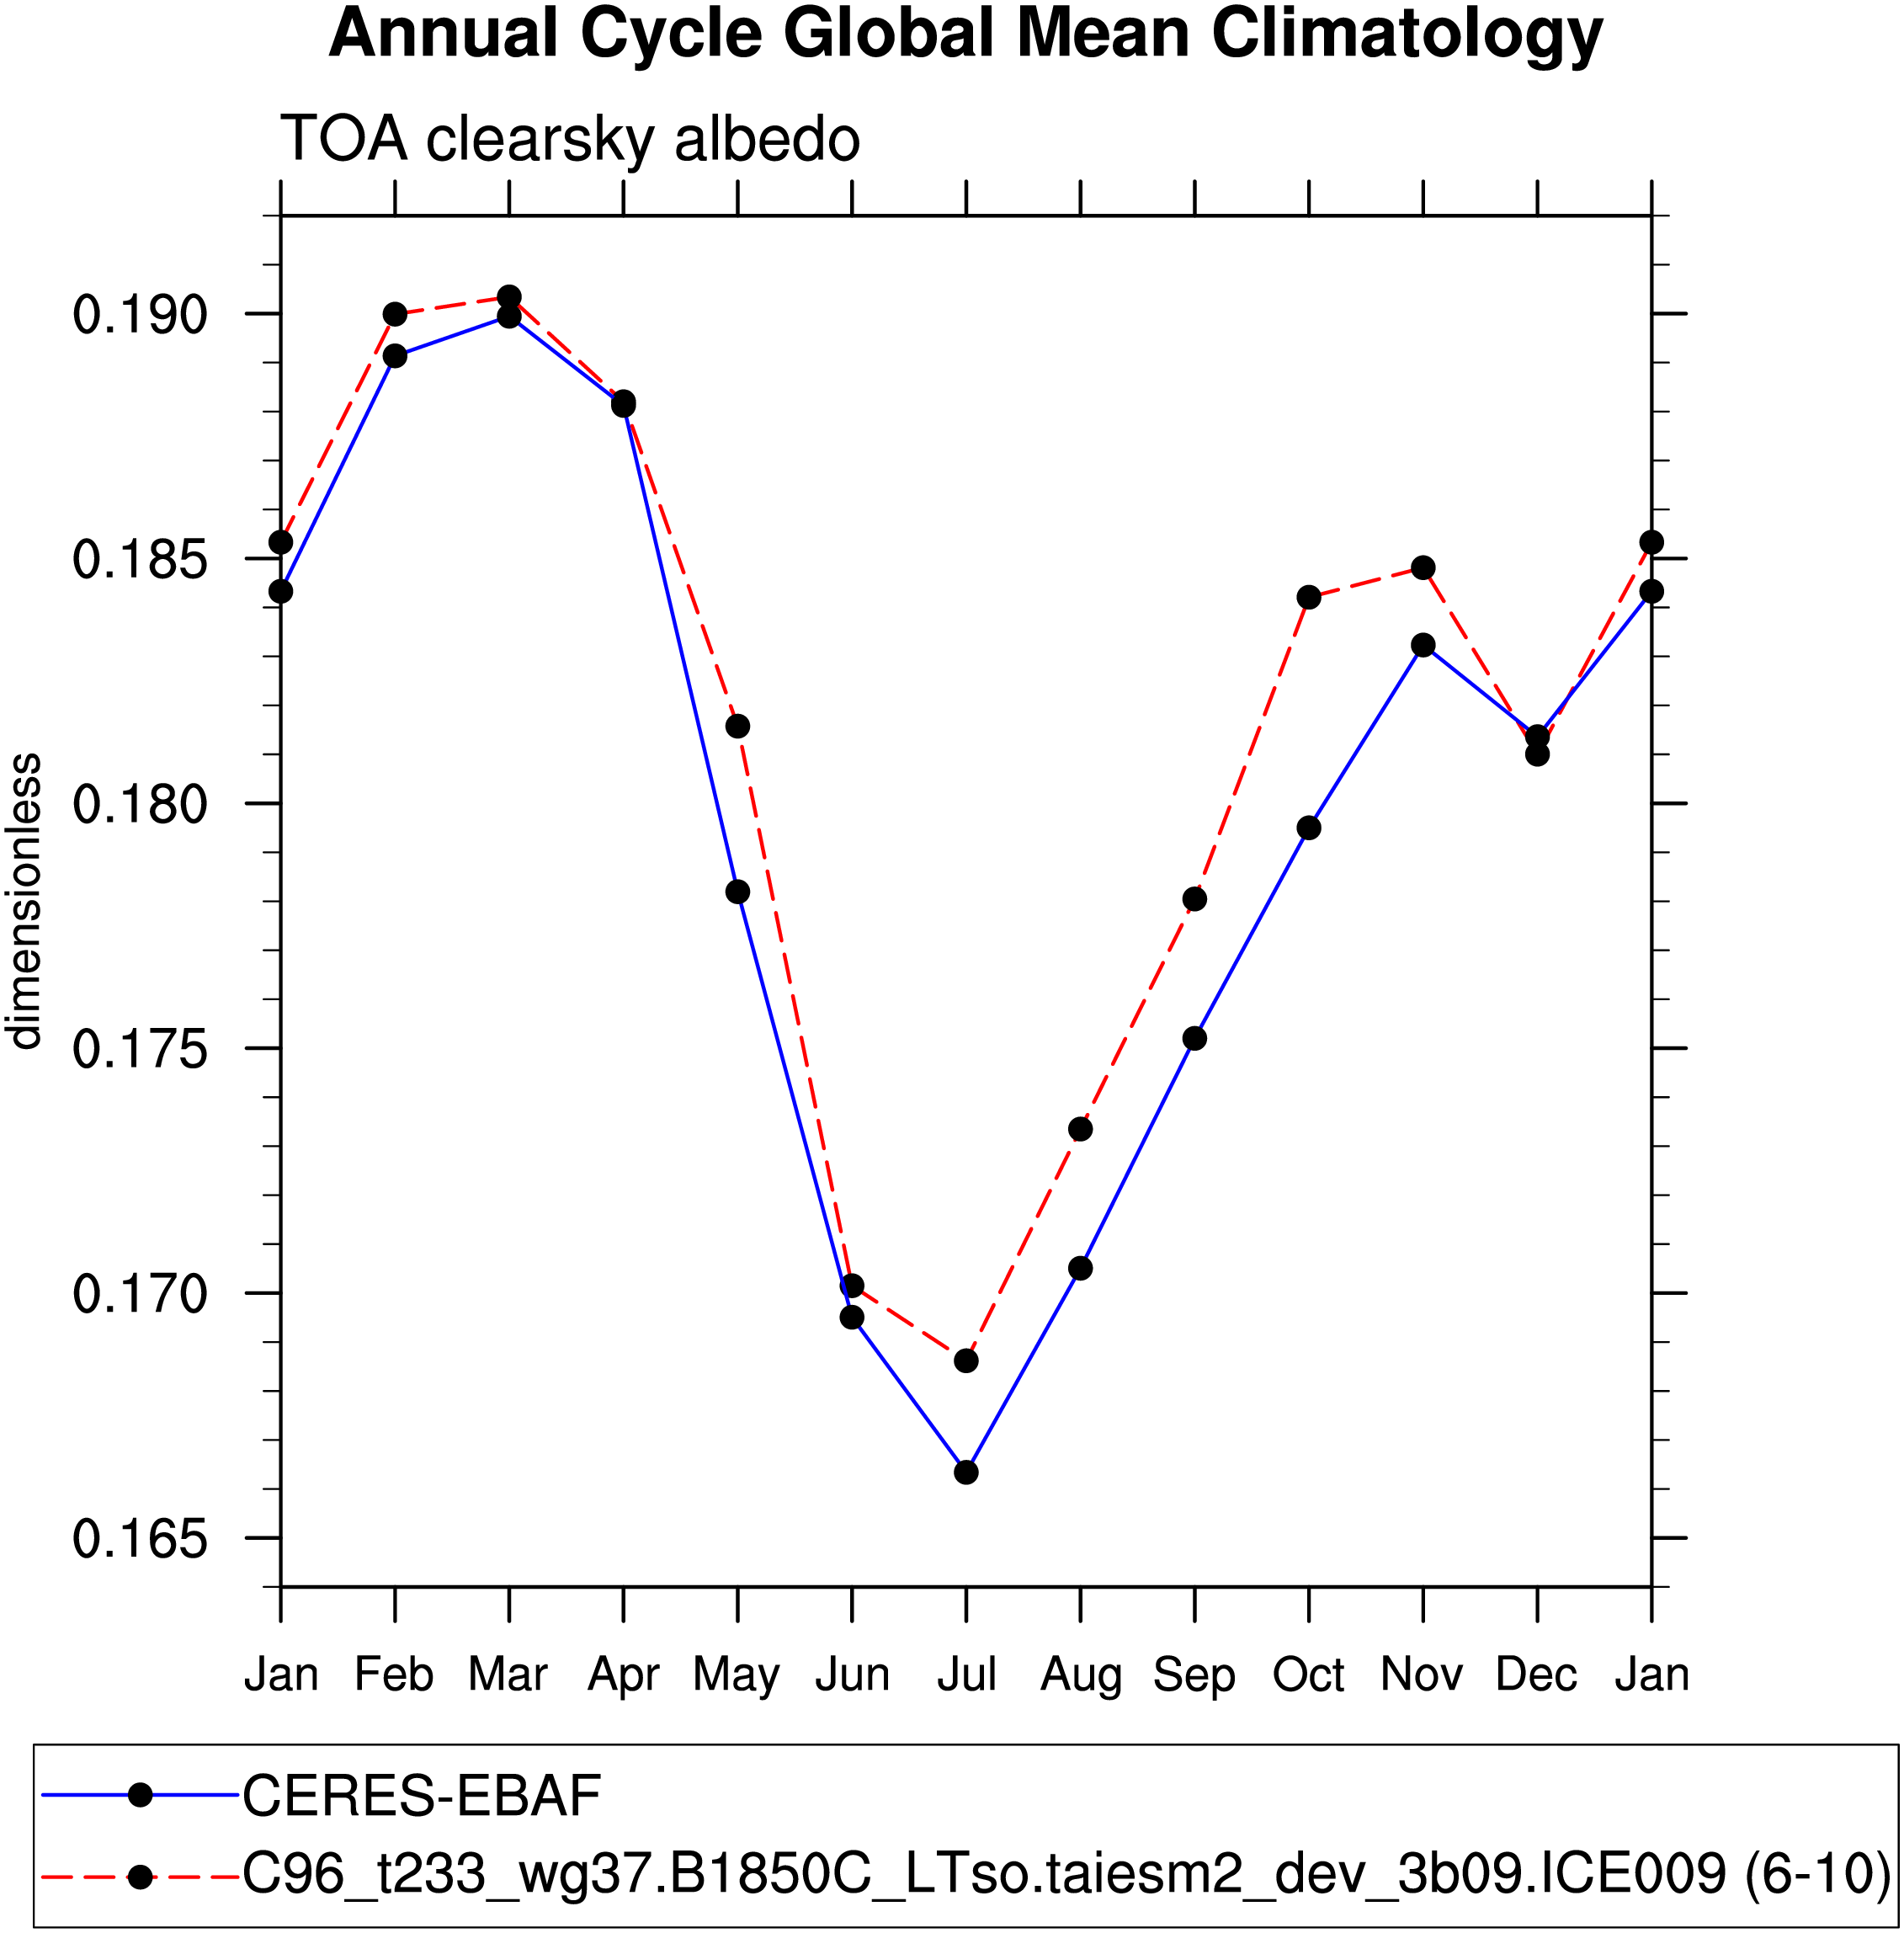 Annual Cycle Global Mean Climatology
TOA clearsky albedo
0.190
0.185
0.180
0.175
0.170
0.165
dimensionless
Jan Feb Mar Apr May Jun Jul Aug Sep Oct Nov Dec Jan
CERES-EBAF
C96_t233_wg37.B1850C_LTso.taiesm2_dev_3b09.ICE009 (6-10)